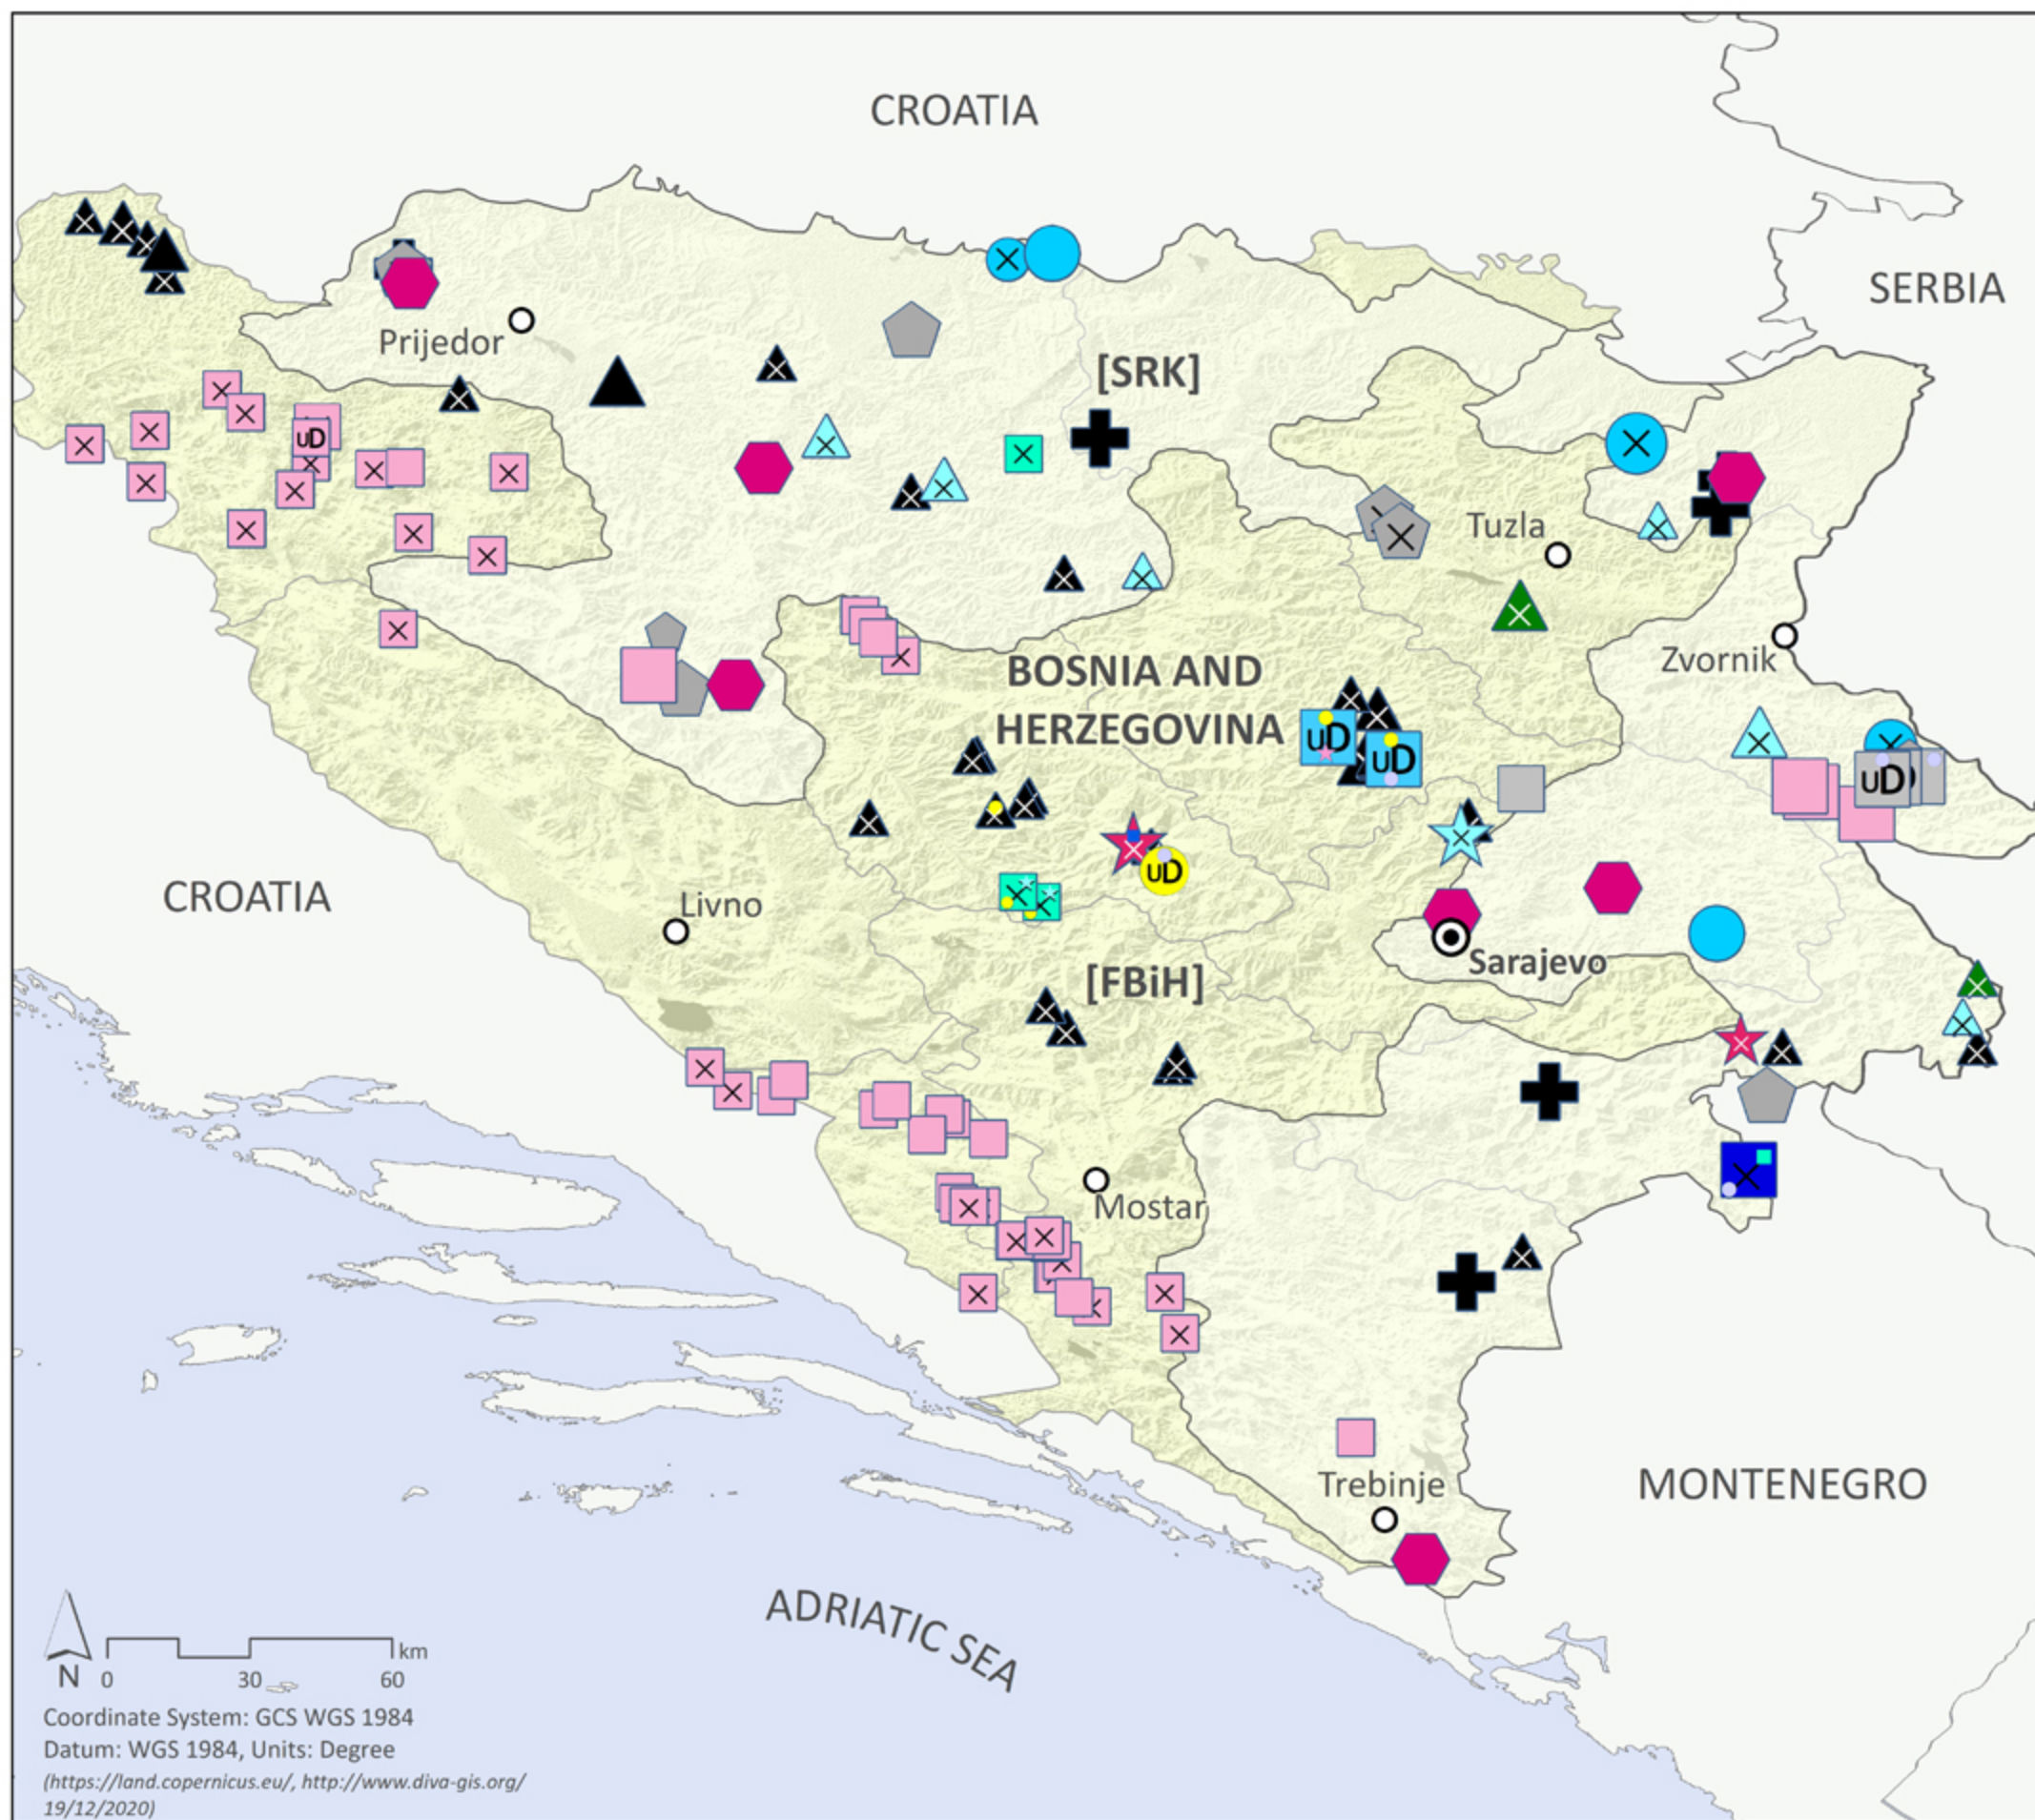 CROATIA
SERBIA
Prijedor
[SRK]
uD
Tuzla
Zvornik
BOSNIA AND
HERZEGOVINA
uD
uD
uD
uD
CROATIA
Livno
Sarajevo
[FBiH]
Mostar
Trebinje
MONTENEGRO
ADRIATIC SEA
N
0 30 60 km
Coordinate System: GCS WGS 1984
Datum: WGS 1984, Units: Degree
(https://land.copernicus.eu/, http://www.diva-gis.org/
19/12/2020)